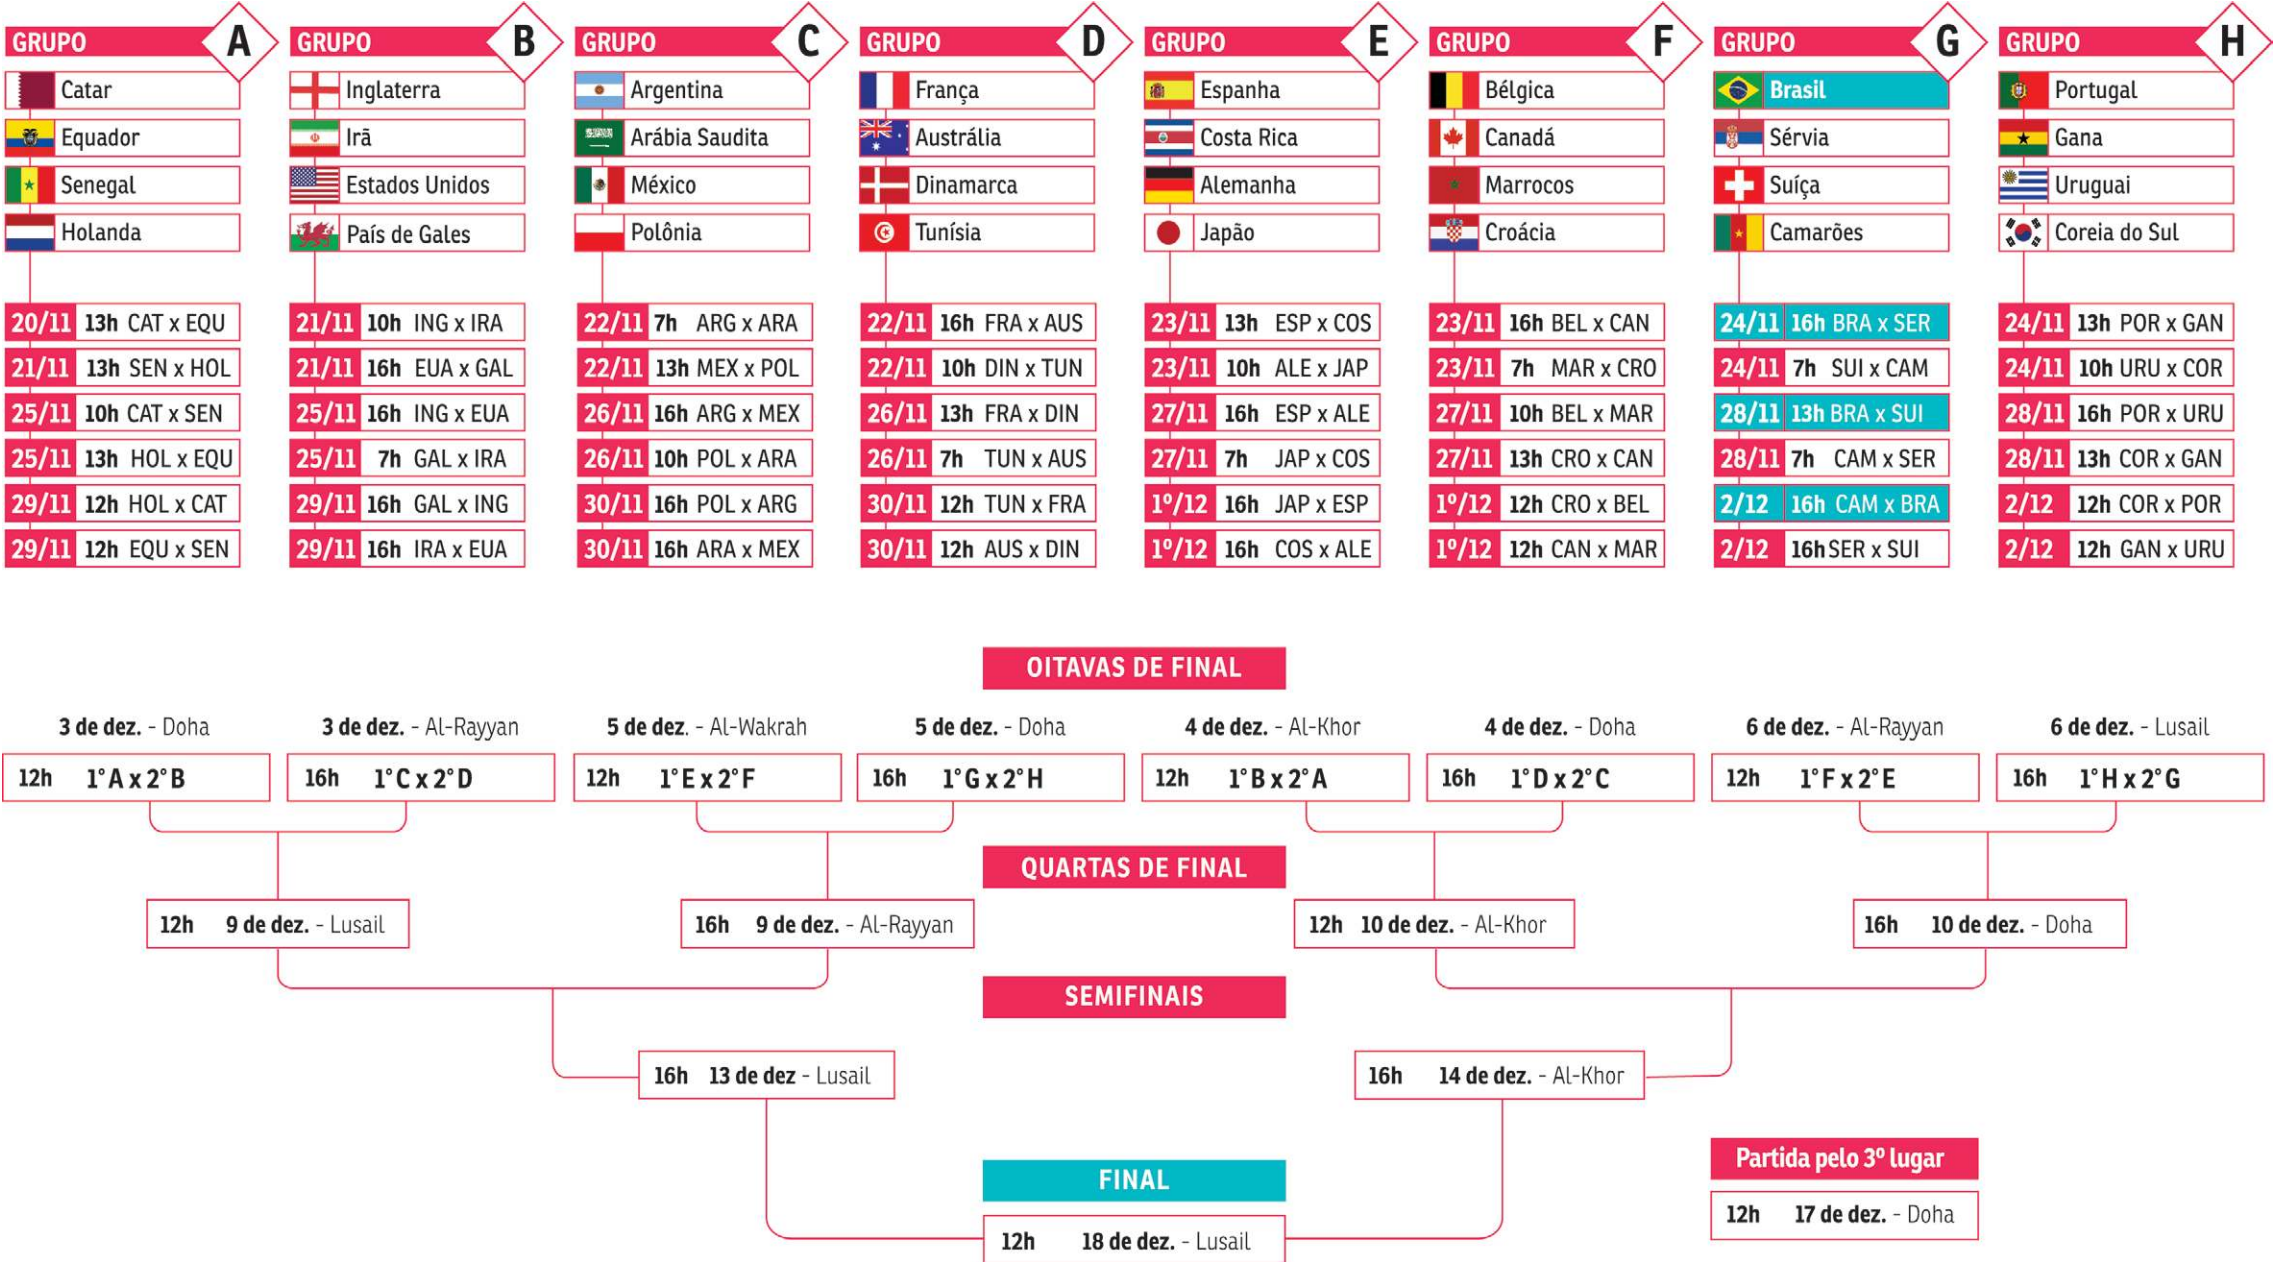 GRUPO A
Catar
Equador
Senegal
Holanda
20/11 13h CAT x EQU
21/11 13h SEN x HOL
25/11 10h CAT x SEN
25/11 13h HOL x EQU
29/11 12h HOL x CAT
29/11 12h EQU x SEN
GRUPO B
Inglaterra
Irã
Estados Unidos
País de Gales
21/11 10h ING x IRA
21/11 16h EUA x GAL
25/11 16h ING x EUA
25/11 7h GAL x IRA
29/11 16h GAL x ING
29/11 16h IRA x EUA
GRUPO C
Argentina
Arábia Saudita
México
Polônia
22/11 7h ARG x ARA
22/11 13h MEX x POL
26/11 16h ARG x MEX
26/11 10h POL x ARA
30/11 16h POL x ARG
30/11 16h ARA x MEX
GRUPO D
França
Austrália
Dinamarca
Tunísia
22/11 16h FRA x AUS
22/11 10h DIN x TUN
26/11 13h FRA x DIN
26/11 7h TUN x AUS
30/11 12h TUN x FRA
30/11 12h AUS x DIN
GRUPO E
Espanha
Costa Rica
Alemanha
Japão
23/11 13h ESP x COS
23/11 10h ALE x JAP
27/11 16h ESP x ALE
27/11 7h JAP x COS
1º/12 16h JAP x ESP
1º/12 16h COS x ALE
GRUPO F
Bélgica
Canadá
Marrocos
Croácia
23/11 16h BEL x CAN
23/11 7h MAR x CRO
27/11 10h BEL x MAR
27/11 13h CRO x CAN
1º/12 12h CRO x BEL
1º/12 12h CAN x MAR
GRUPO G
Brasil
Sérvia
Suíça
Camarões
24/11 16h BRA x SER
24/11 7h SUI x CAM
28/11 13h BRA x SUI
28/11 7h CAM x SER
2/12 16h CAM x BRA
2/12 16h SER x SUI
GRUPO H
Portugal
Gana
Uruguai
Coreia do Sul
24/11 13h POR x GAN
24/11 10h URU x COR
28/11 16h POR x URU
28/11 13h COR x GAN
2/12 12h COR x POR
2/12 12h GAN x URU
OITAVAS DE FINAL
3 de dez. - Doha
12h 1°A x 2°B
3 de dez. - Al-Rayyan
16h 1°C x 2°D
5 de dez. - Al-Wakrah
12h 1°E x 2°F
5 de dez. - Doha
16h 1°G x 2°H
4 de dez. - Al-Khor
12h 1°B x 2°A
4 de dez. - Doha
16h 1°D x 2°C
6 de dez. - Al-Rayyan
12h 1°F x 2°E
6 de dez. - Lusail
16h 1°H x 2°G
QUARTAS DE FINAL
12h 9 de dez. - Lusail
16h 9 de dez. - Al-Rayyan
12h 10 de dez. - Al-Khor
16h 10 de dez. - Doha
SEMIFINAIS
16h 13 de dez - Lusail
16h 14 de dez. - Al-Khor
FINAL
12h 18 de dez. - Lusail
Partida pelo 3º lugar
12h 17 de dez. - Doha